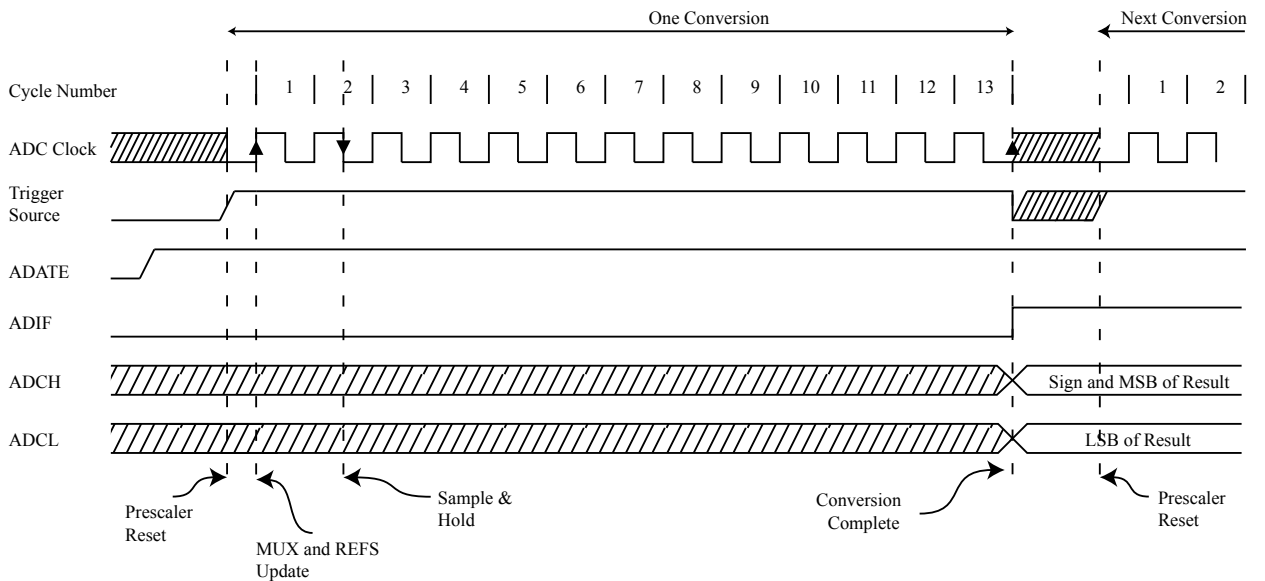 One Conversion
Next Conversion
Cycle Number
1 2 3 4 5 6 7 8 9 10 11 12 13 1 2
ADC Clock
Trigger
Source
ADATE
ADIF
ADCH
Sign and MSB of Result
ADCL
LSB of Result
Prescaler
Reset
MUX and REFS
Update
Sample &
Hold
Conversion
Complete
Prescaler
Reset